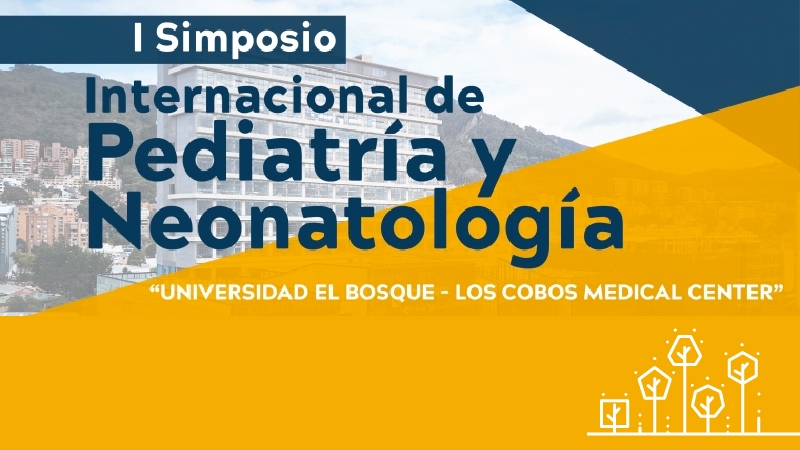 I Simposio
Internacional de
Pediatría y
Neonatología
“UNIVERSIDAD EL BOSQUE - LOS COBOS MEDICAL CENTER”